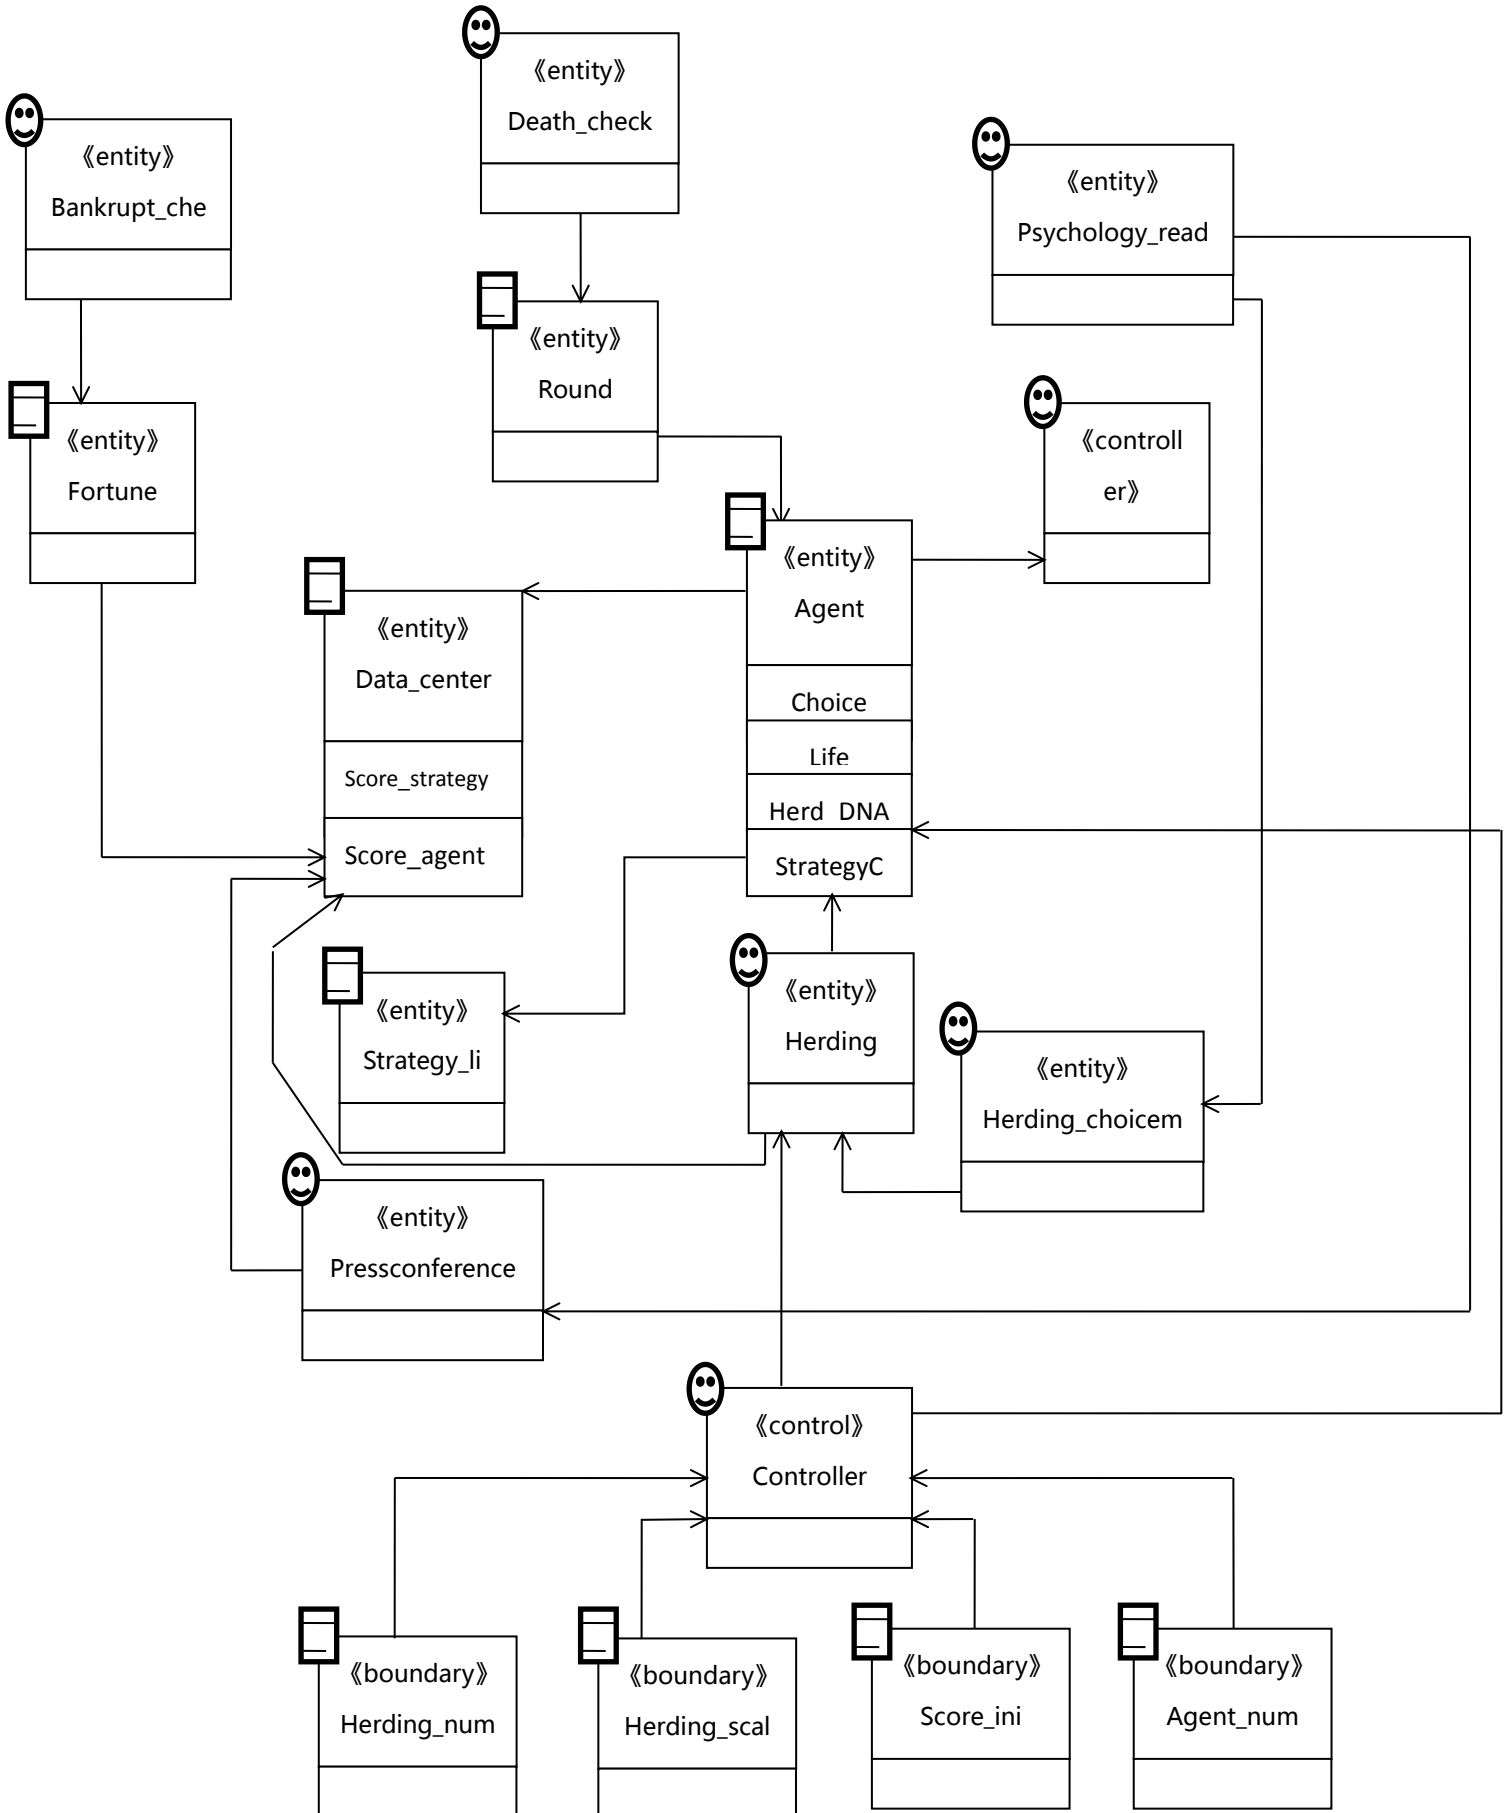 《entity》
Death_check
《entity》
Bankrupt_che
《entity》
Psychology_read
《entity》
Round
《entity》
Fortune
《controll
er》
《entity》
Agent
Choice
Life
Herd DNA
StrategyC
《entity》
Data_center
Score_strategy
Score_agent
《entity》
Strategy_li
《entity》
Herding
《entity》
Herding_choicem
《entity》
Pressconference
《control》
Controller
《boundary》
Herding_num
《boundary》
Herding_scal
《boundary》
Score_ini
《boundary》
Agent_num